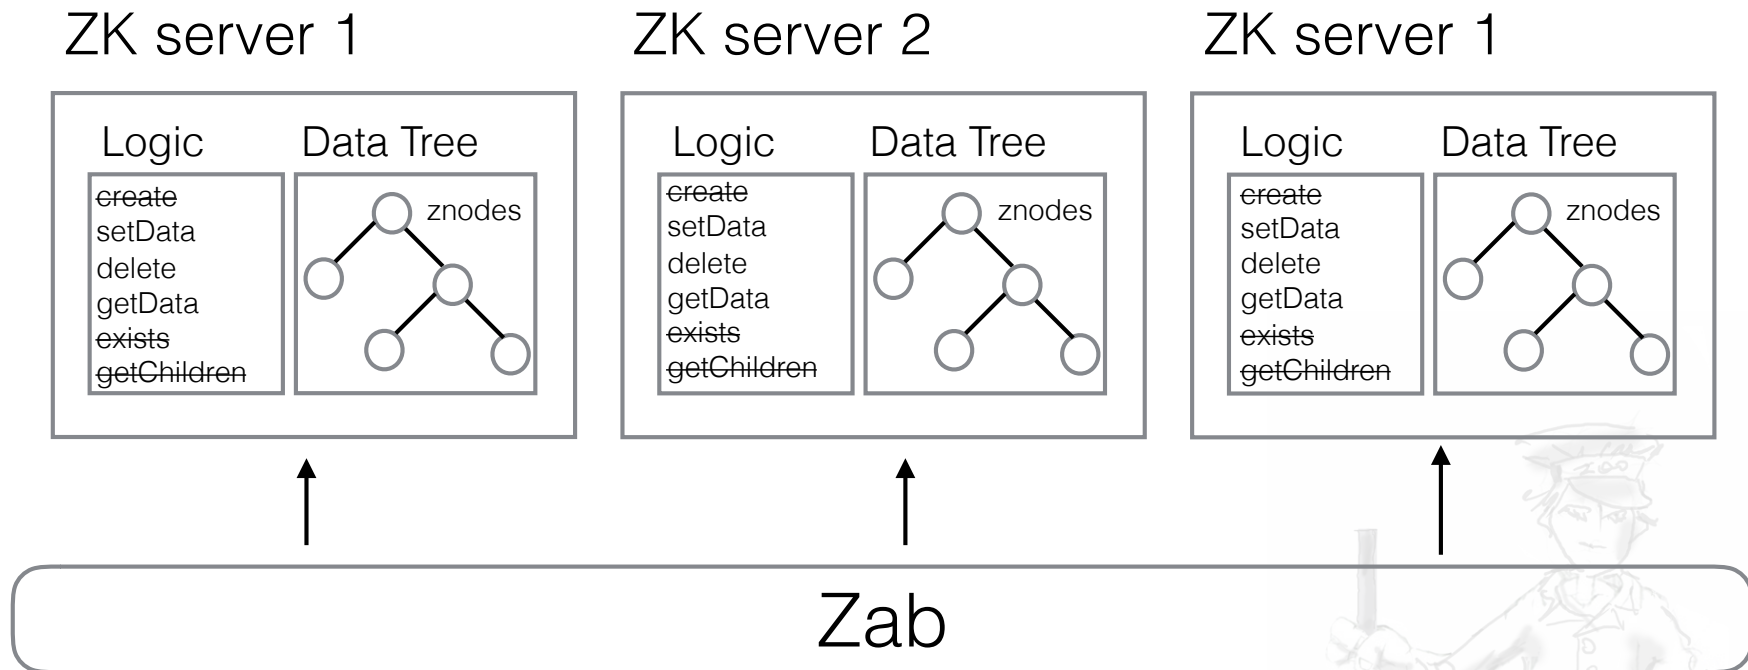 ZK server 1
ZK server 2
ZK server 1
Logic
Data Tree
create
setData
delete
getData
exists
getChildren
znodes
Logic
Data Tree
create
setData
delete
getData
exists
getChildren
znodes
Logic
Data Tree
create
setData
delete
getData
exists
getChildren
znodes
ZOO
Zab